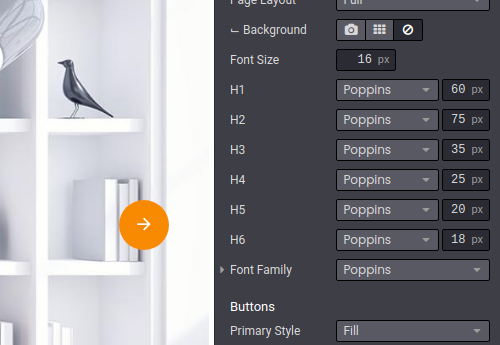 Page Layout Full
Background
Font Size 16 px
H1 Poppins 60 px
H2 Poppins 75 px
H3 Poppins 35 px
H4 Poppins 25 px
H5 Poppins 20 px
H6 Poppins 18 px
Font Family Poppins
Buttons
Primary Style Fill